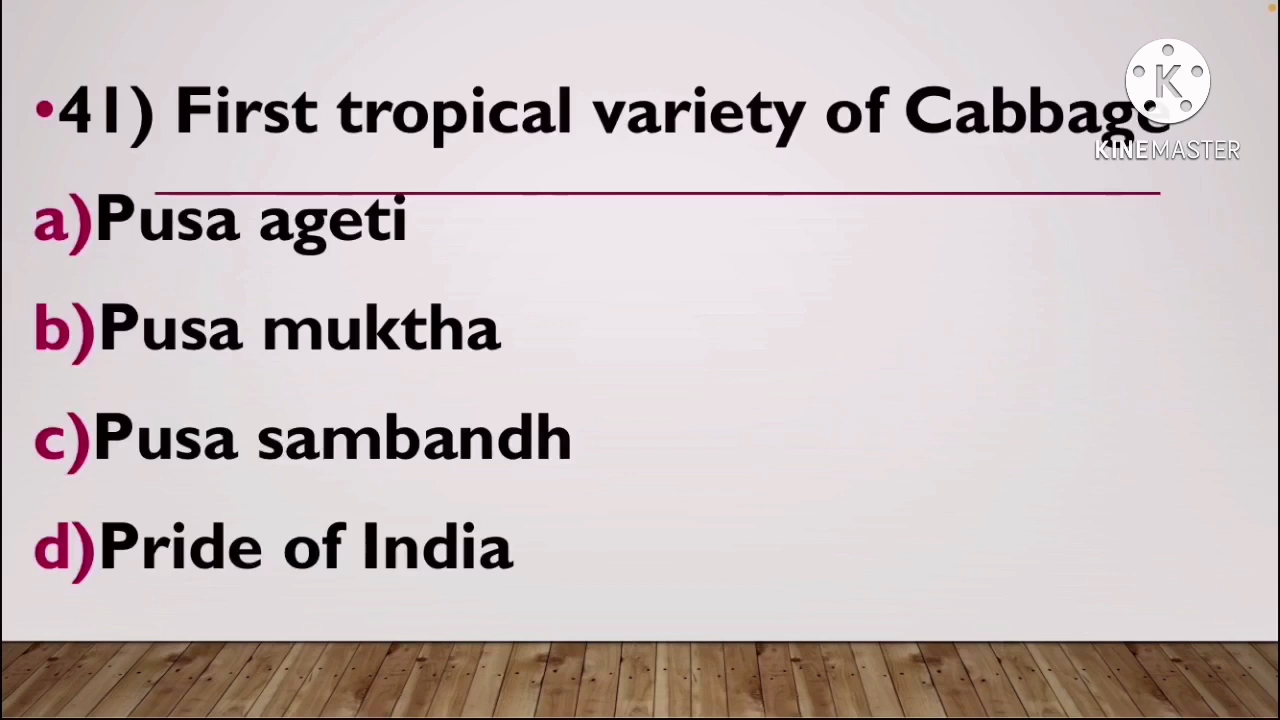 •41) First tropical variety of Cabbage
K
KINEMASTER
a)Pusa ageti
b)Pusa muktha
c)Pusa sambandh
d)Pride of India